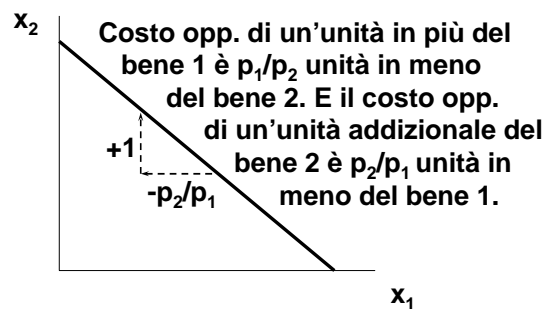 x₂
Costo opp. di un'unità in più del
bene 1 è p₁/p₂ unità in meno
del bene 2. E il costo opp.
di un'unità addizionale del
bene 2 è p₂/p₁ unità in
meno del bene 1.
+1
-p₂/p₁
x₁